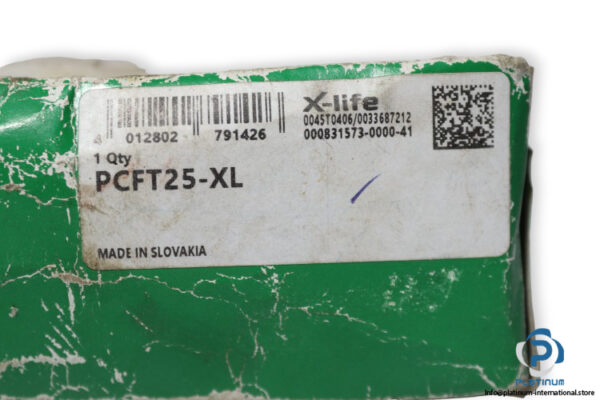 X-life
0045T0406/0033687212
000831573-0000-41
4 012802 791426
1 Qty
PCFT25-XL
MADE IN SLOVAKIA
PLATINUM
info@platinum-international.store